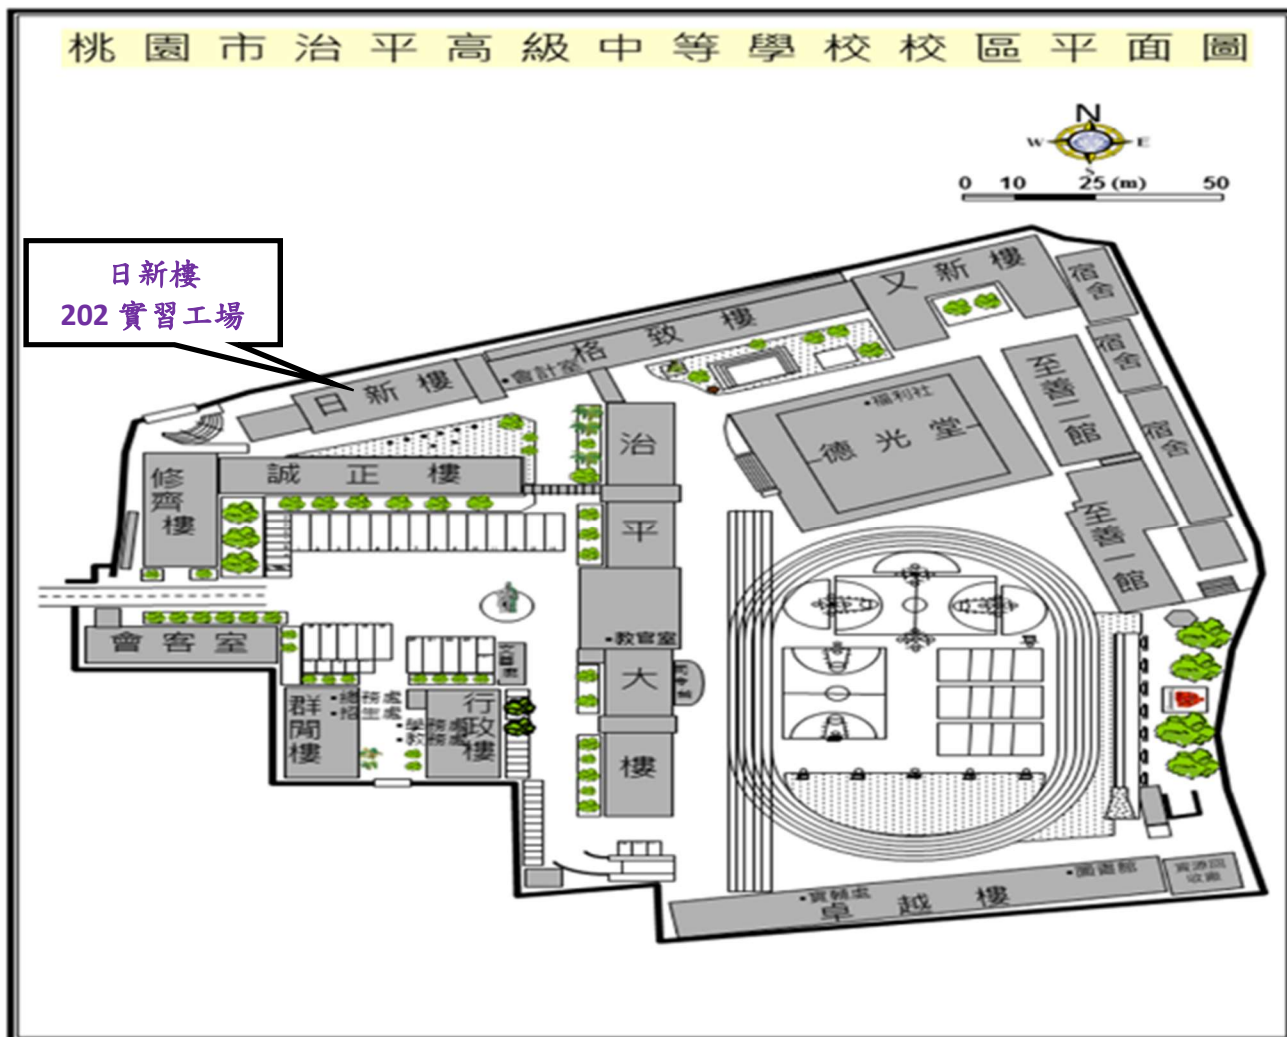 桃園市治平高級中等學校校區平面圖
N
W
E
S
0 10 25 (m) 50
日新樓
202 實習工場
又新樓
宿舍
格致樓
•會計室
日新樓
宿舍
至善二館
•福利社
德光堂
宿舍
治平大樓
誠正樓
修齊樓
至善一館
•教官室
會客室
群閒樓
•總務處
•招生處
行政樓
•學務處
•教務處
•圖書館
•實輔處
卓越樓
資源回
收廠